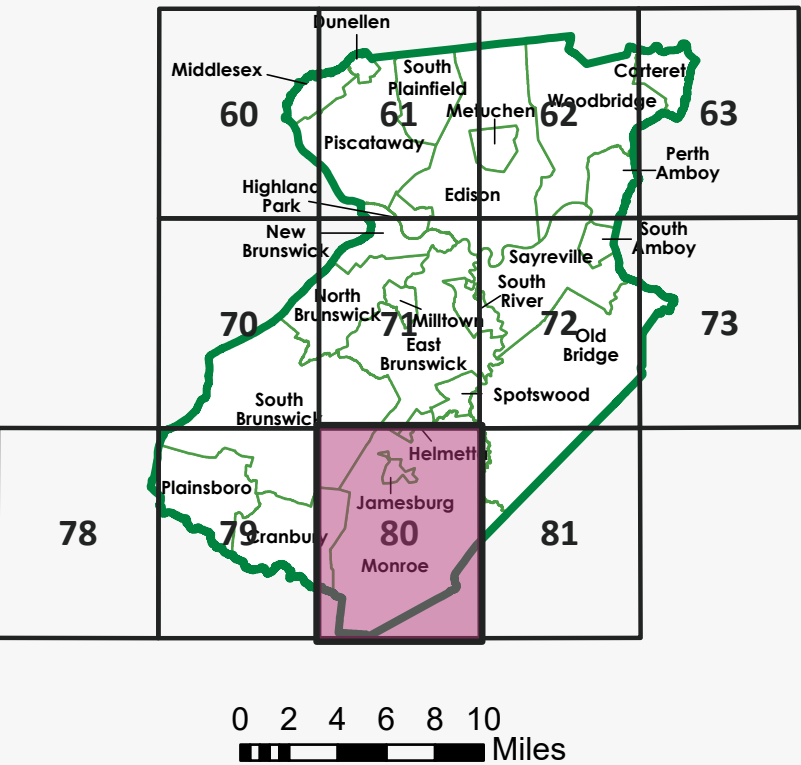 Dunellen
Middlesex
South
Plainfield
Carteret
Woodbridge
Metuchen
60
61
62
63
Piscataway
Perth
Amboy
Highland
Park
Edison
New
Brunswick
South
Amboy
Sayreville
South
River
North
Brunswick
Milltown
70
71
72
73
East
Brunswick
Old
Bridge
Spotswood
South
Brunswick
Helmetta
Plainsboro
Jamesburg
78
79
Cranbury
80
81
Monroe
0 2 4 6 8 10
Miles